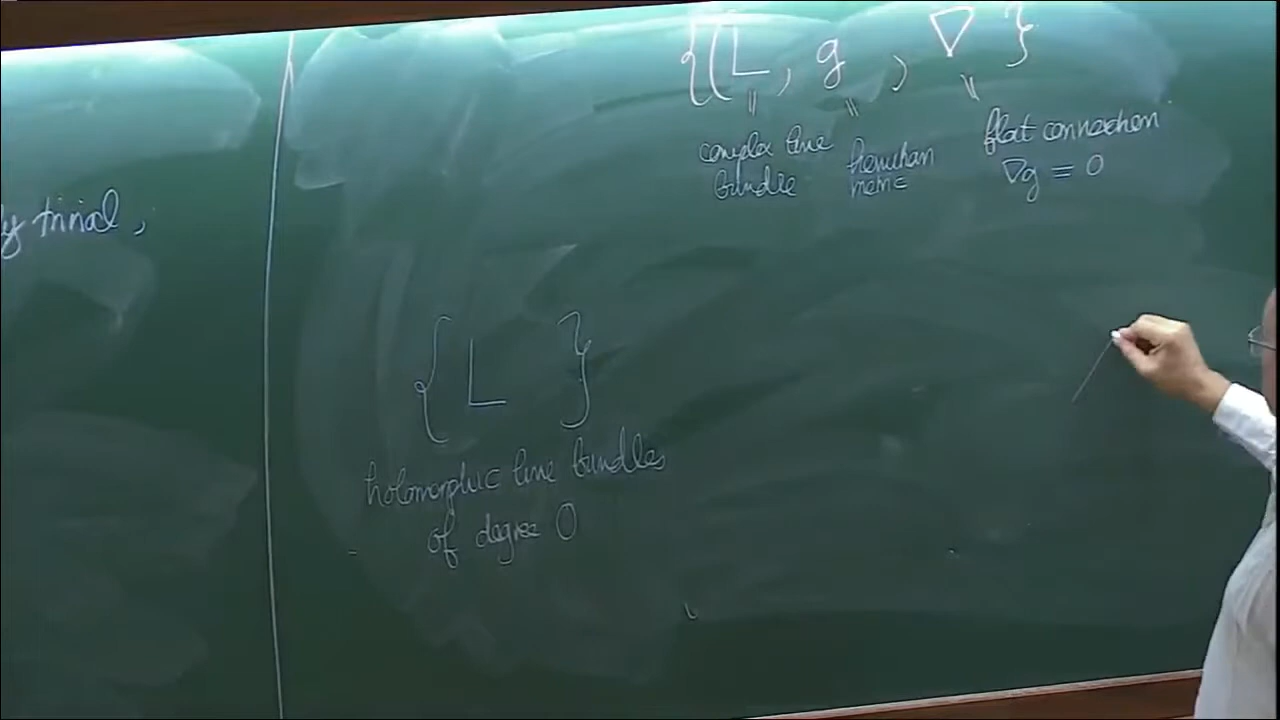 {(L, g, ∇}
complex line bundle
hermitian metric
flat connection
∇g = 0
y trivial,
{ L }
holomorphic line bundles
of degree 0